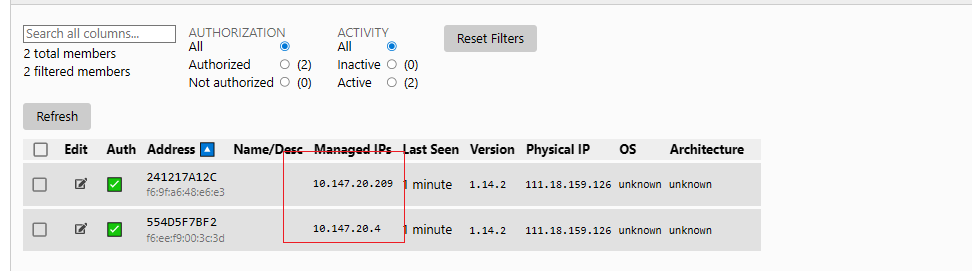 Search all columns...
2 total members
2 filtered members
AUTHORIZATION
All
Authorized (2)
Not authorized (0)
ACTIVITY
All
Inactive (0)
Active (2)
Reset Filters
Refresh
Edit Auth Address Name/Desc Managed IPs Last Seen Version Physical IP OS Architecture
241217A12C 10.147.20.209 1 minute 1.14.2 111.18.159.126 unknown unknown
f6:9f:a6:48:e6:e3
554D5F7BF2 10.147.20.4 1 minute 1.14.2 111.18.159.126 unknown unknown
f6:ee:f9:00:3c:3d